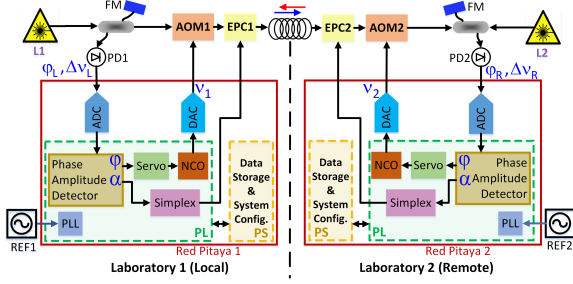 FM
FM
L1
AOM1
EPC1
EPC2
AOM2
L2
PD1
PD2
φL,ΔνL
ν1
ν2
φR,ΔνR
ADC
DAC
DAC
ADC
Phase
Amplitude
Detector
φ
α
Servo
NCO
Simplex
PLL
PL
Data
Storage
&
System
Config.
PS
Data
Storage
&
System
Config.
PS
NCO
Servo
φ
α
Phase
Amplitude
Detector
Simplex
PLL
PL
REF1
REF2
Red Pitaya 1
Red Pitaya 2
Laboratory 1 (Local)
Laboratory 2 (Remote)